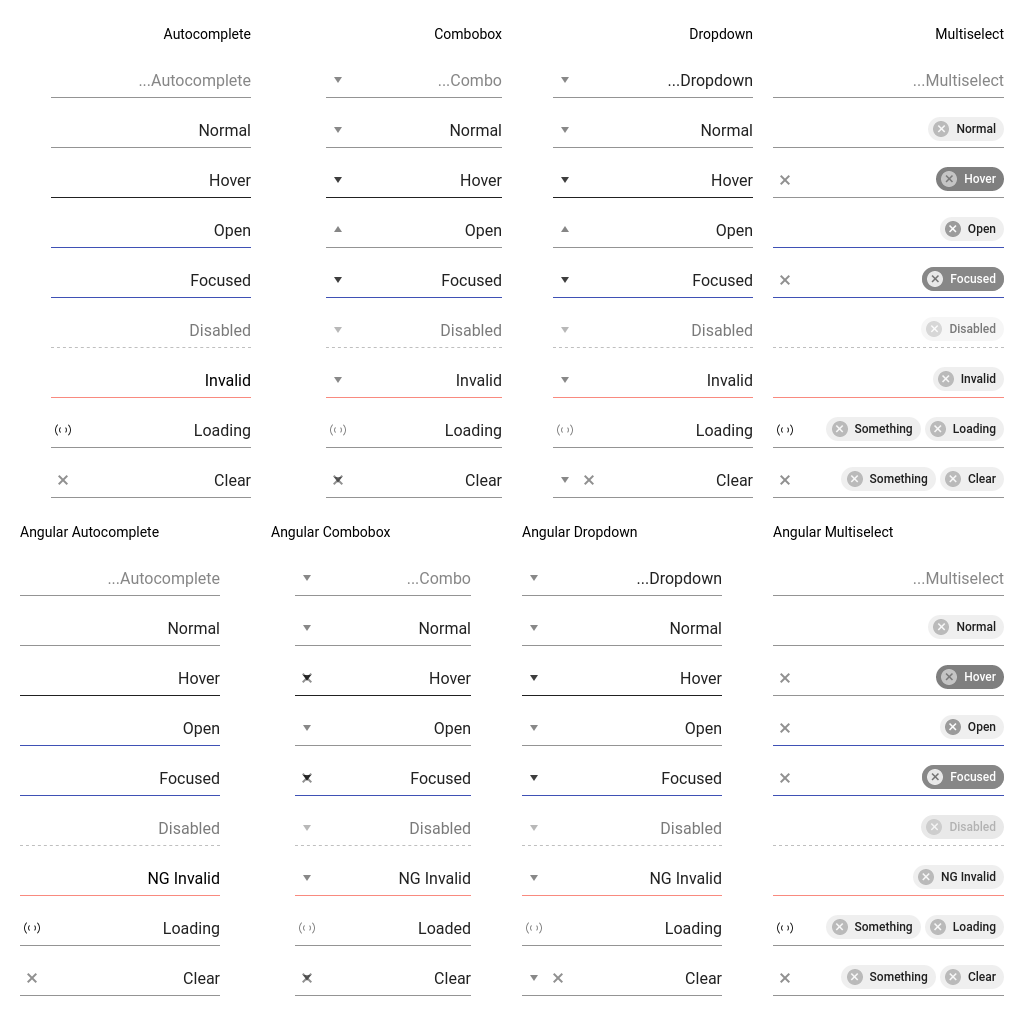 Autocomplete Combobox Dropdown Multiselect
...Autocomplete ...Combo ...Dropdown ...Multiselect
Normal Normal Normal Normal
Hover Hover Hover Hover
Open Open Open Open
Focused Focused Focused Focused
Disabled Disabled Disabled Disabled
Invalid Invalid Invalid Invalid
Loading Loading Loading Something Loading
Clear Clear Clear Something Clear
Angular Autocomplete Angular Combobox Angular Dropdown Angular Multiselect
...Autocomplete ...Combo ...Dropdown ...Multiselect
Normal Normal Normal Normal
Hover Hover Hover Hover
Open Open Open Open
Focused Focused Focused Focused
Disabled Disabled Disabled Disabled
NG Invalid NG Invalid NG Invalid NG Invalid
Loading Loaded Loading Something Loading
Clear Clear Clear Something Clear